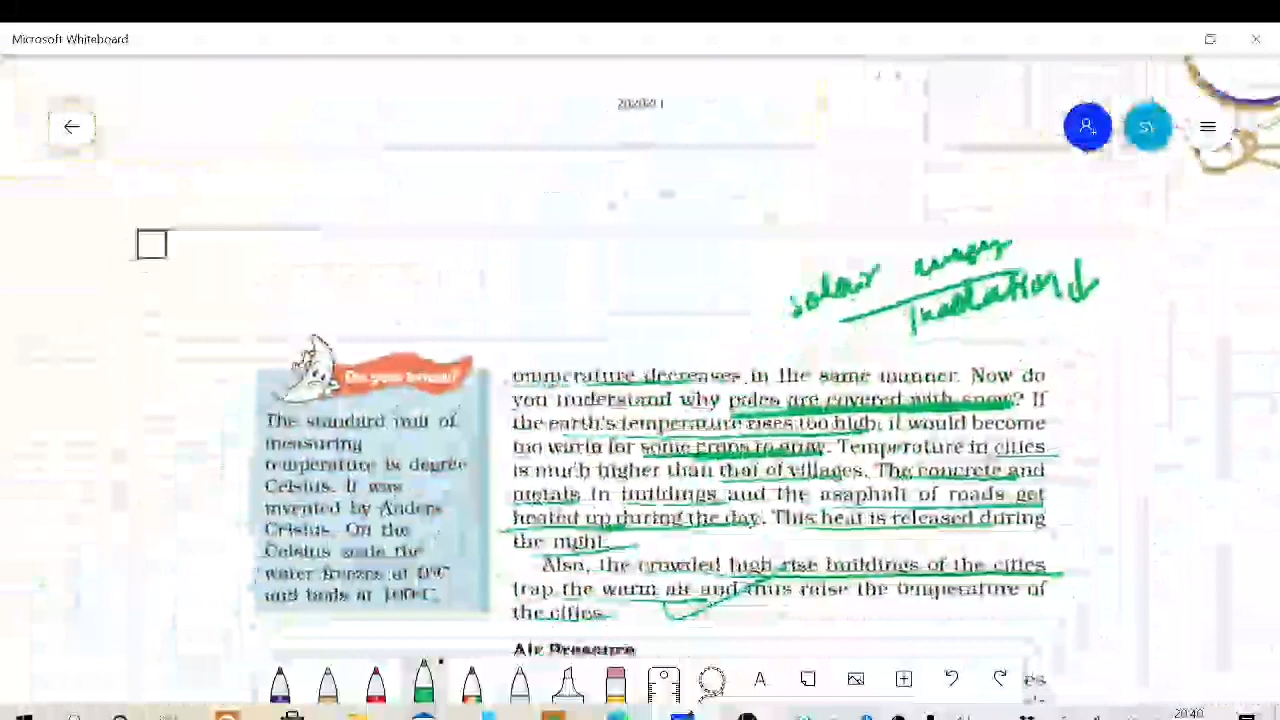 Microsoft Whiteboard
solar energy
Insolation ↓
Do you know?
The standard unit of
measuring
temperature is degree
Celsius. It was
invented by Anders
Celsius. On the
Celsius scale the
water freezes at 0°C
and boils at 100°C.
temperature decreases in the same manner. Now do
you understand why poles are covered with snow? If
the earth's temperature rises too high, it would become
too warm for some crops to grow. Temperature in cities
is much higher than that of villages. The concrete and
metals in buildings and the asaphalt of roads get
heated up during the day. This heat is released during
the night.
Also, the crowded high rise buildings of the cities
trap the warm air and thus raise the temperature of
the cities.
Air Pressure
A
20:40